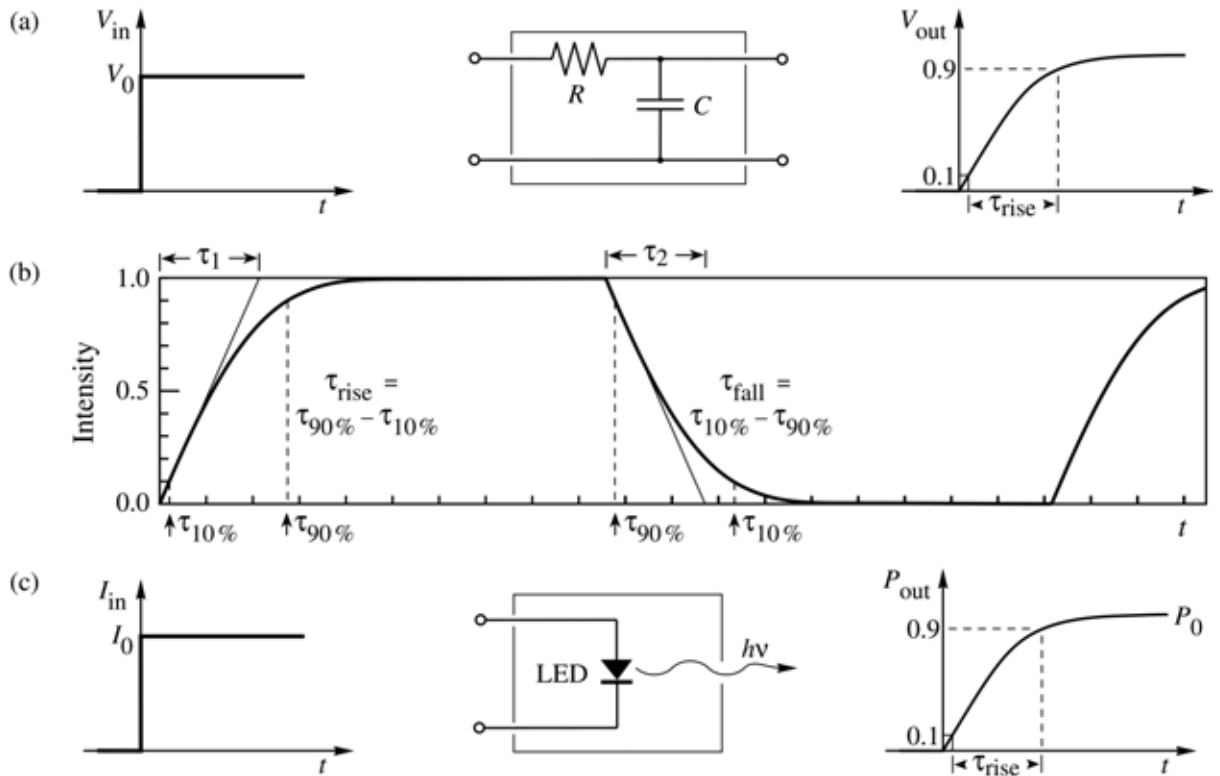 (a)
V_in
V_0
t
R
C
V_out
0.9
0.1
τ_rise
t
(b)
τ_1
τ_2
1.0
0.5
0.0
Intensity
τ_rise =
τ_90% – τ_10%
τ_fall =
τ_10% – τ_90%
τ_10%
τ_90%
τ_90%
τ_10%
t
(c)
I_in
I_0
t
LED
hν
P_out
P_0
0.9
0.1
τ_rise
t